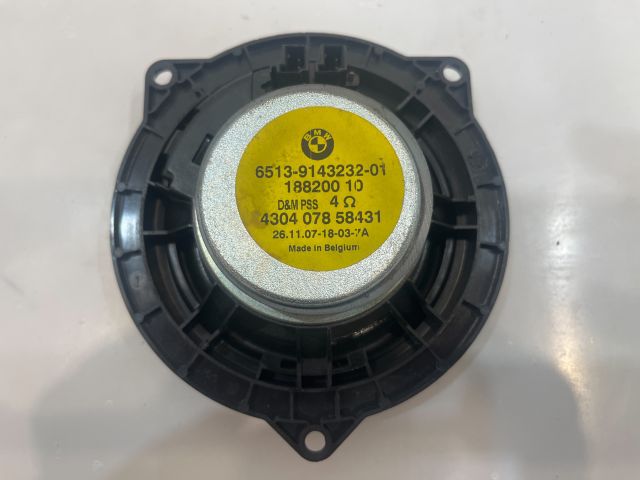 BMW
6513-9143232-01
188200 10
D&M PSS 4 Ω
4304 078 58431
26.11.07-18-03-7A
Made in Belgium